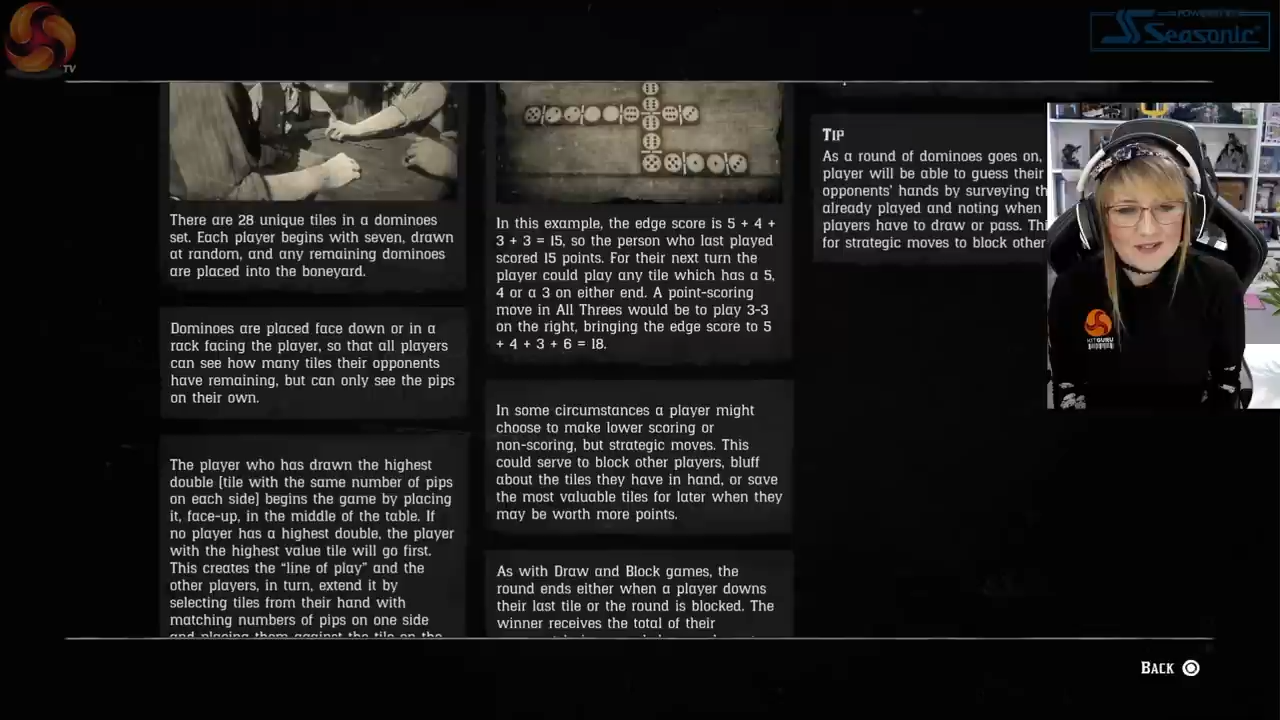 TV
POWERED BY
Seasonic
There are 28 unique tiles in a dominoes
set. Each player begins with seven, drawn
at random, and any remaining dominoes
are placed into the boneyard.
Dominoes are placed face down or in a
rack facing the player, so that all players
can see how many tiles their opponents
have remaining, but can only see the pips
on their own.
The player who has drawn the highest
double (tile with the same number of pips
on each side) begins the game by placing
it, face-up, in the middle of the table. If
no player has a highest double, the player
with the highest value tile will go first.
This creates the “line of play” and the
other players, in turn, extend it by
selecting tiles from their hand with
matching numbers of pips on one side
and placing them against the tile on the
In this example, the edge score is 5 + 4 +
3 + 3 = 15, so the person who last played
scored 15 points. For their next turn the
player could play any tile which has a 5,
4 or a 3 on either end. A point-scoring
move in All Threes would be to play 3-3
on the right, bringing the edge score to 5
+ 4 + 3 + 6 = 18.
In some circumstances a player might
choose to make lower scoring or
non-scoring, but strategic moves. This
could serve to block other players, bluff
about the tiles they have in hand, or save
the most valuable tiles for later when they
may be worth more points.
As with Draw and Block games, the
round ends either when a player downs
their last tile or the round is blocked. The
winner receives the total of their
TIP
As a round of dominoes goes on,
player will be able to guess their
opponents' hands by surveying th
already played and noting when
players have to draw or pass. Thi
for strategic moves to block other
KITGURU
BACK